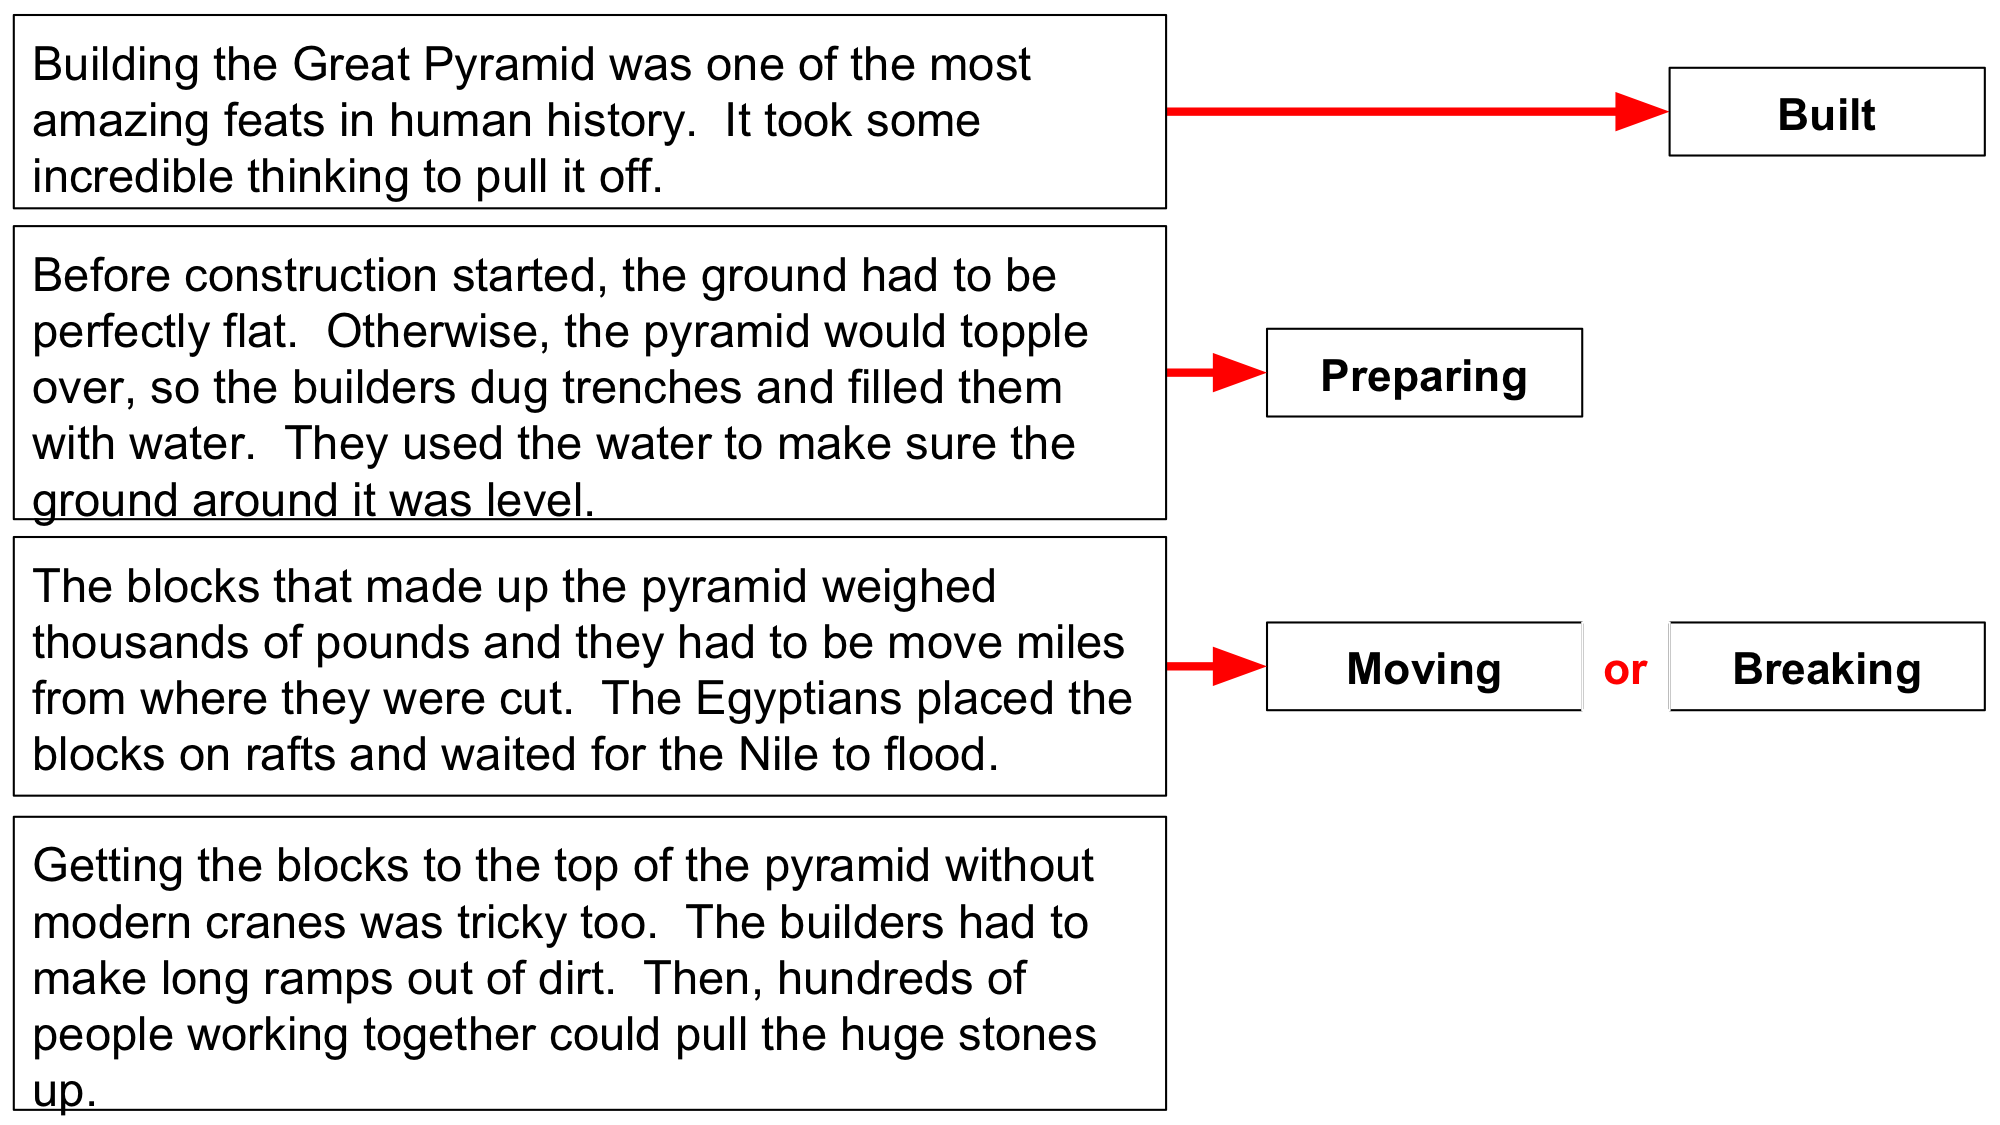 Building the Great Pyramid was one of the most
amazing feats in human history.  It took some
incredible thinking to pull it off.
Built
Before construction started, the ground had to be
perfectly flat.  Otherwise, the pyramid would topple
over, so the builders dug trenches and filled them
with water.  They used the water to make sure the
ground around it was level.
Preparing
The blocks that made up the pyramid weighed
thousands of pounds and they had to be move miles
from where they were cut.  The Egyptians placed the
blocks on rafts and waited for the Nile to flood.
Moving or Breaking
Getting the blocks to the top of the pyramid without
modern cranes was tricky too.  The builders had to
make long ramps out of dirt.  Then, hundreds of
people working together could pull the huge stones
up.